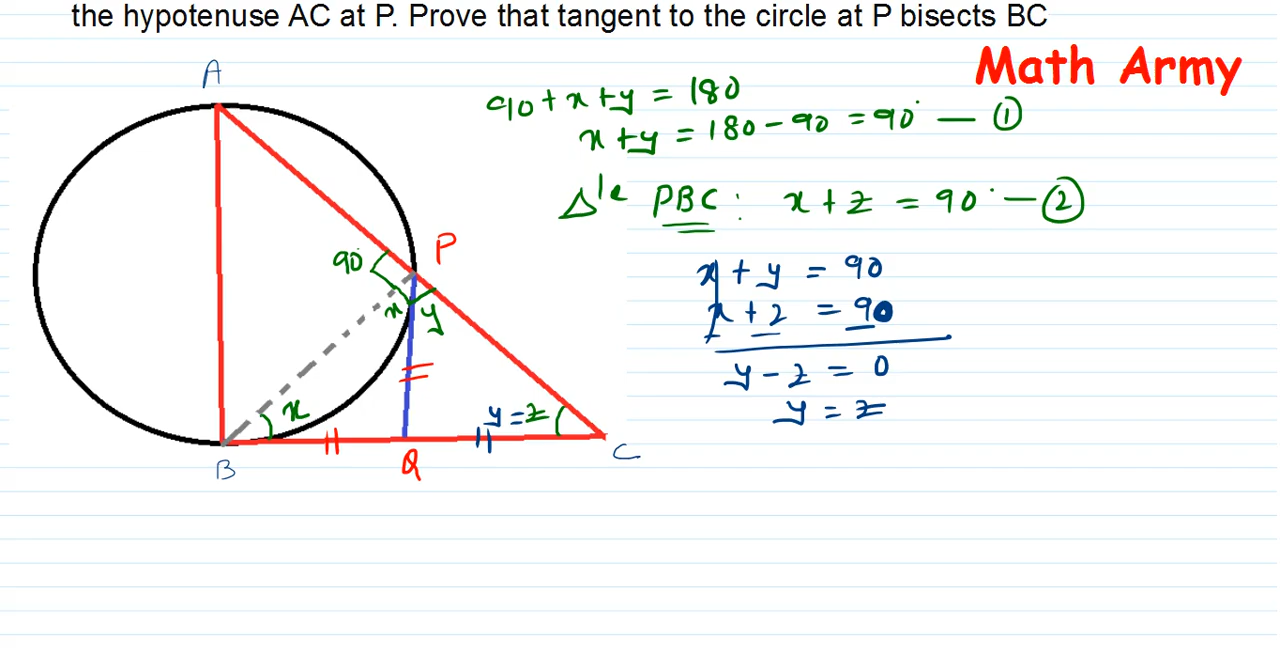 the hypotenuse AC at P. Prove that tangent to the circle at P bisects BC
Math Army
A
90 + x + y = 180
x + y = 180 - 90 = 90° — ①
Δle PBC : x + z = 90° — ②
90
P
x
y
x + y = 90
x + z = 90
y - z = 0
y = z
x
y = z
B
Q
C